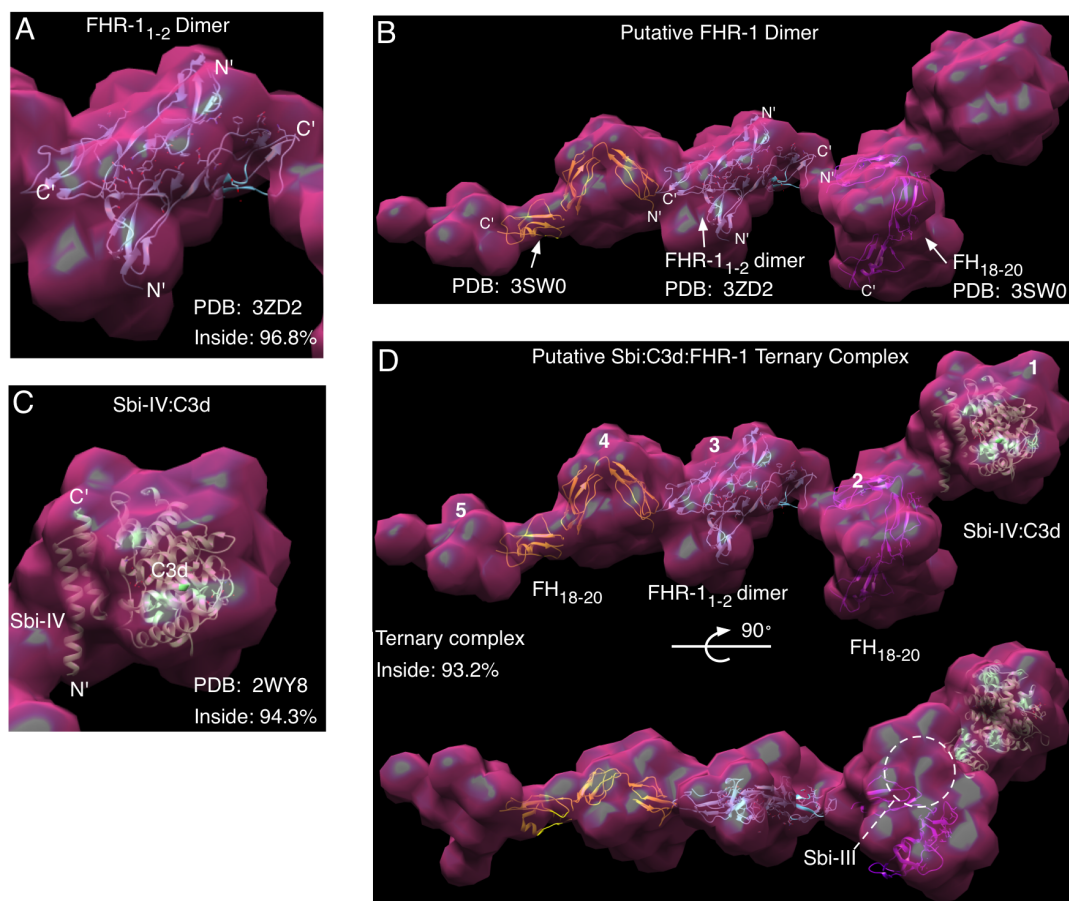 A
FHR-1₁₋₂ Dimer
N'
C'
C'
N'
PDB: 3ZD2
Inside: 96.8%
B
Putative FHR-1 Dimer
N'
C'
N'
C'
C'
N'
N'
FHR-1₁₋₂ dimer
PDB: 3SW0
PDB: 3ZD2
FH₁₈₋₂₀
PDB: 3SW0
C'
C
Sbi-IV:C3d
C'
C3d
Sbi-IV
N'
PDB: 2WY8
Inside: 94.3%
D
Putative Sbi:C3d:FHR-1 Ternary Complex
1
4
3
2
5
Sbi-IV:C3d
FH₁₈₋₂₀
FHR-1₁₋₂ dimer
FH₁₈₋₂₀
Ternary complex
Inside: 93.2%
90°
Sbi-III